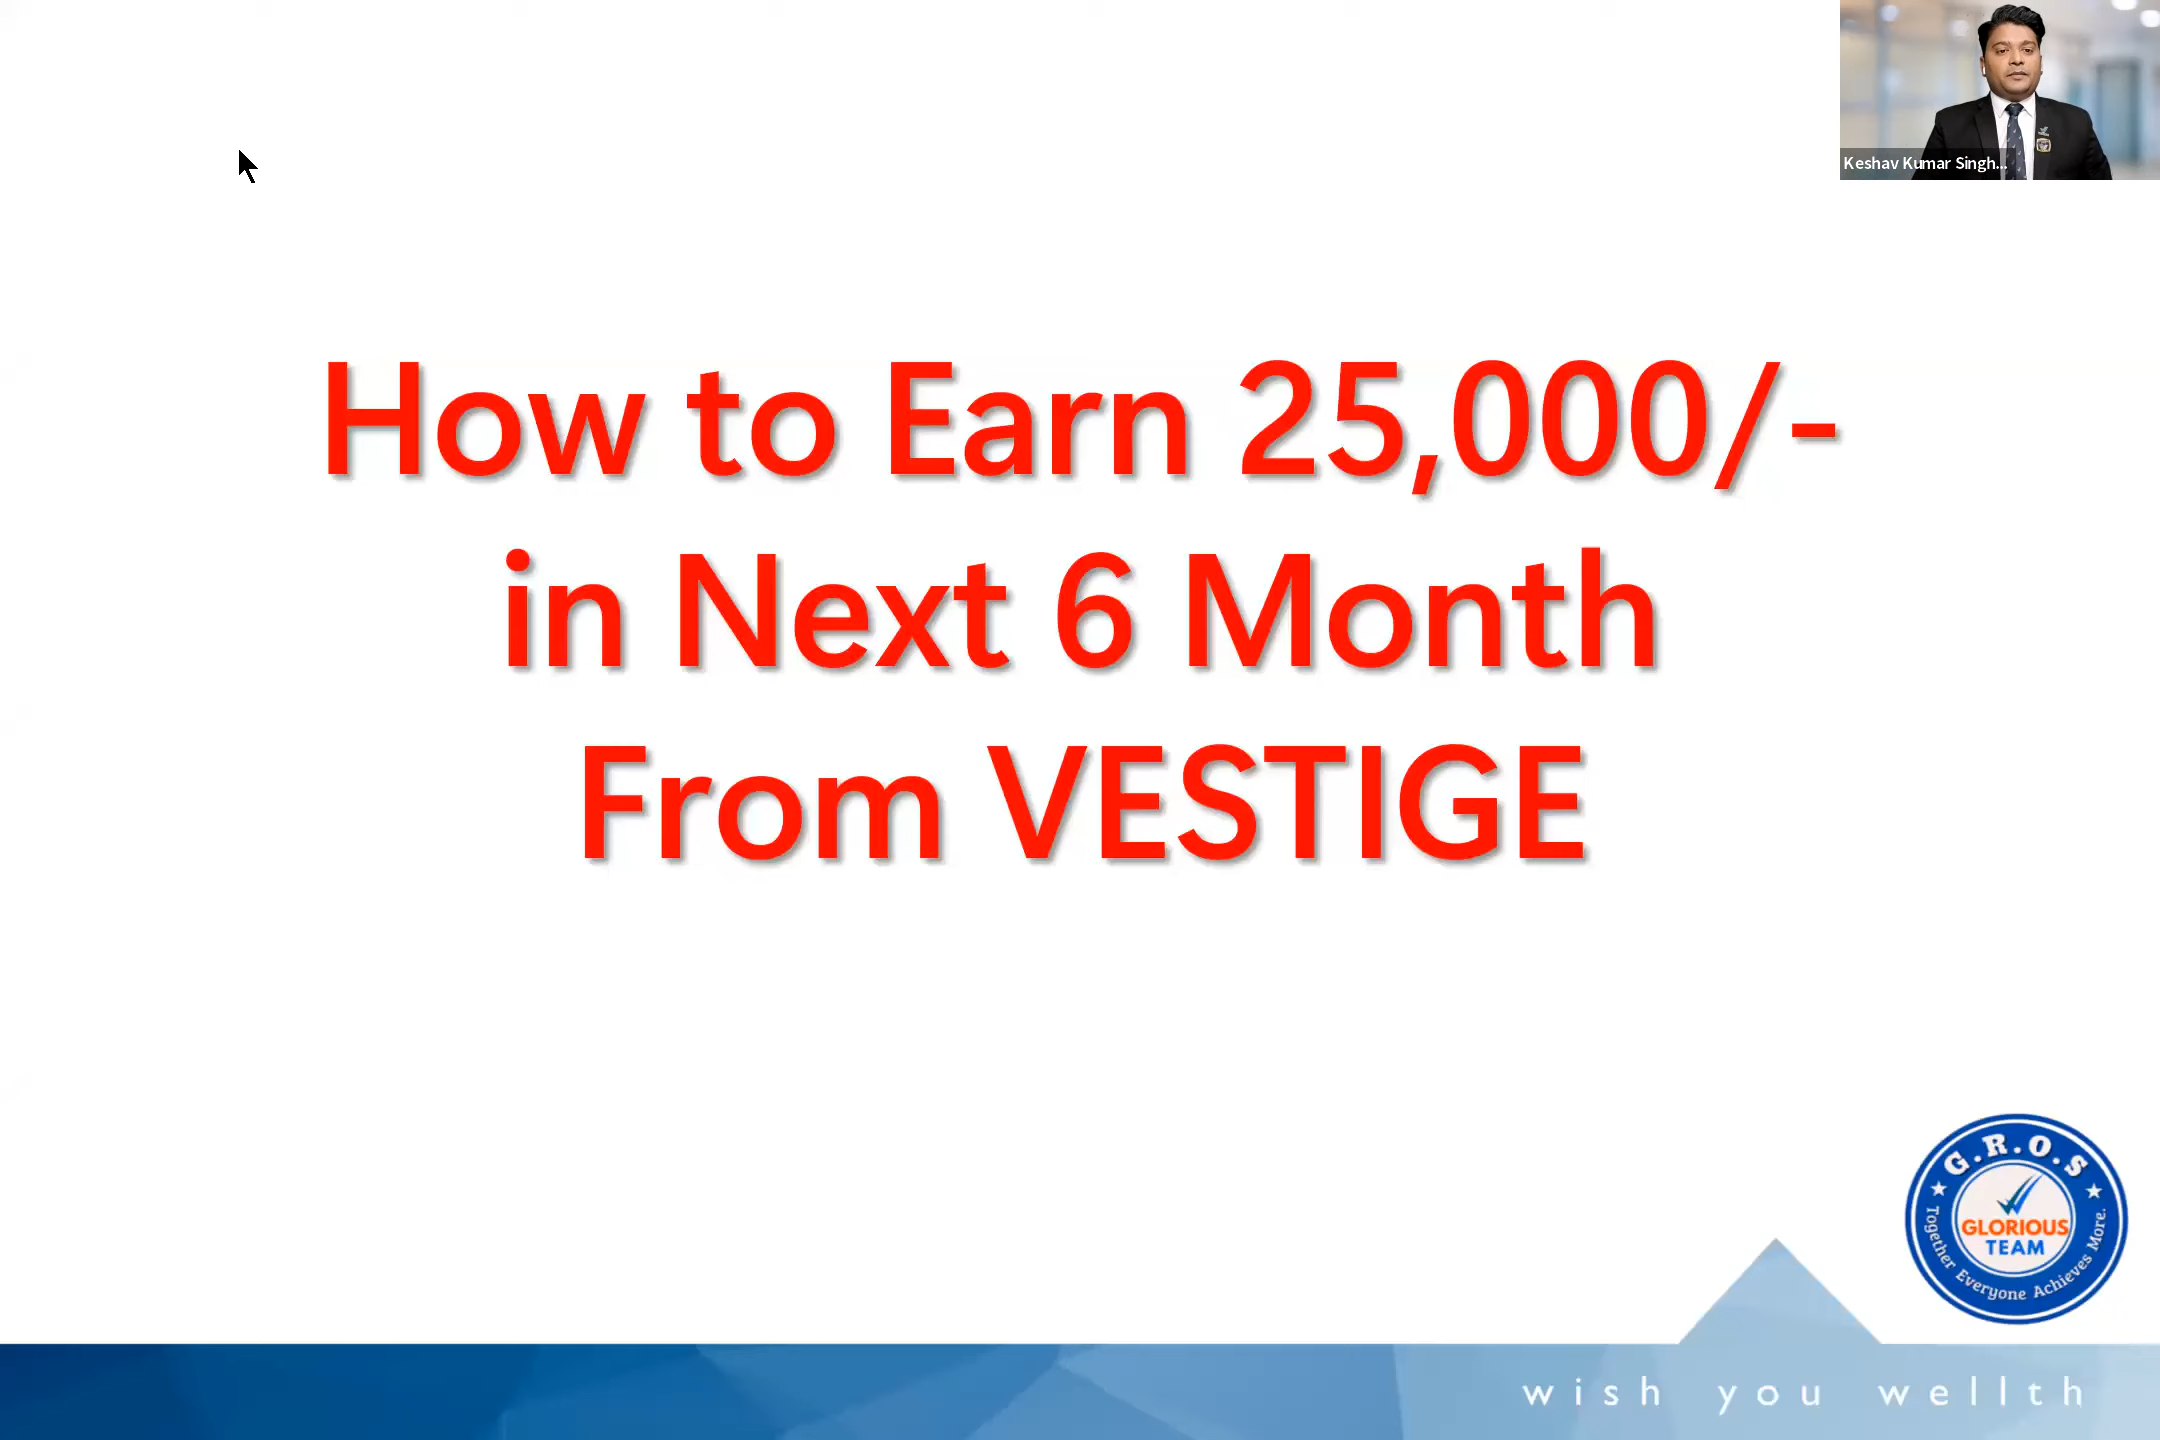 Keshav Kumar Singh...
How to Earn 25,000/-
in Next 6 Month
From VESTIGE
G.R.O.S
GLORIOUS
TEAM
Together Everyone Achieves More.
wish you wellth